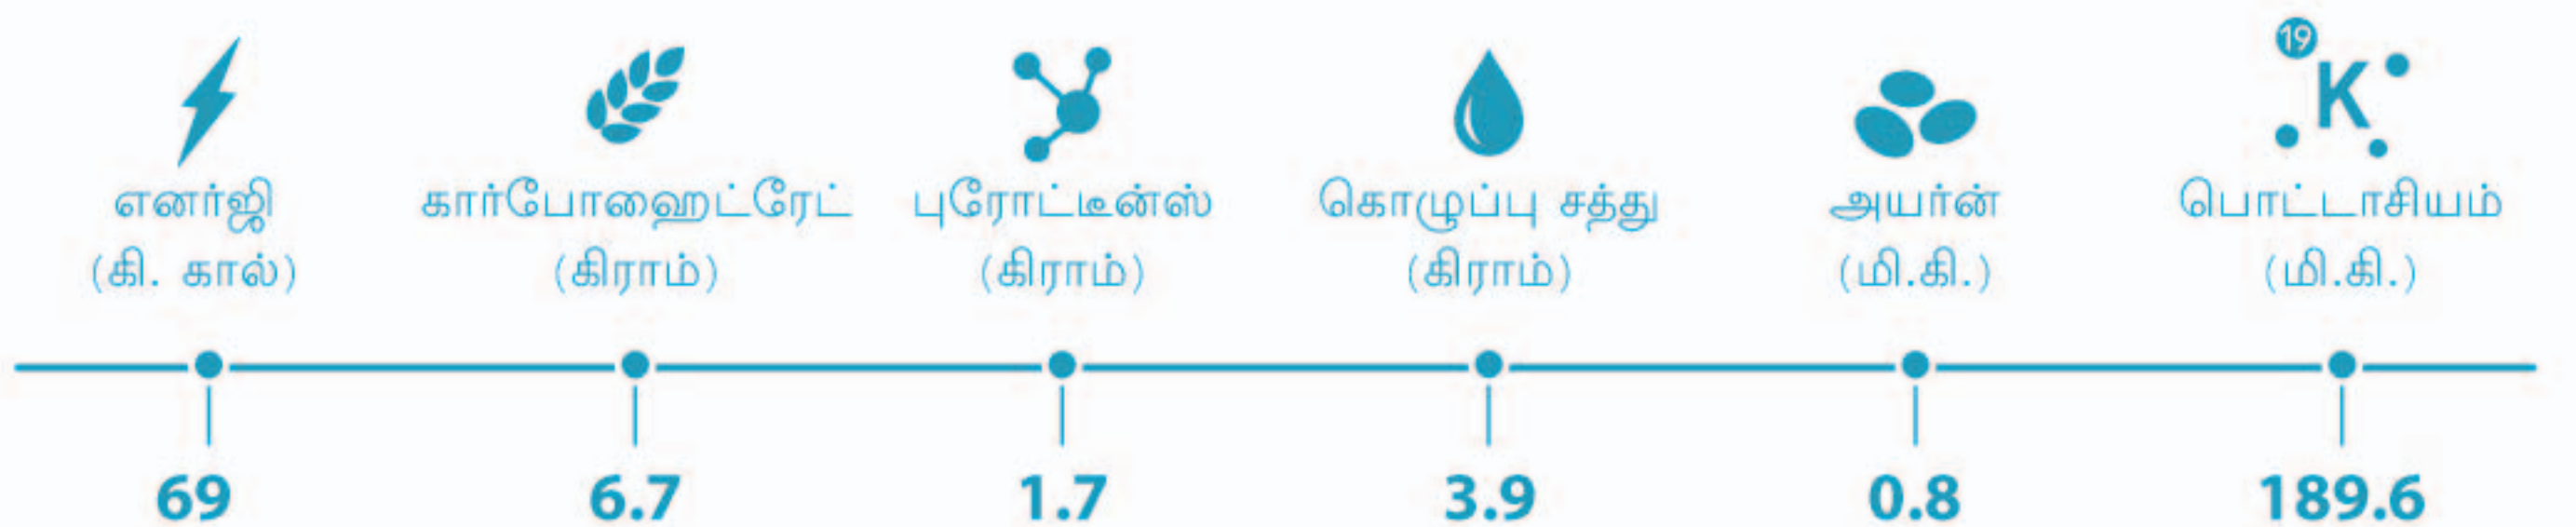 19
K
எனர்ஜி கார்போஹைட்ரேட் புரோட்டீன்ஸ் கொழுப்பு சத்து அயர்ன் பொட்டாசியம்
(கி. கால்) (கிராம்) (கிராம்) (கிராம்) (மி.கி.) (மி.கி.)
69 6.7 1.7 3.9 0.8 189.6